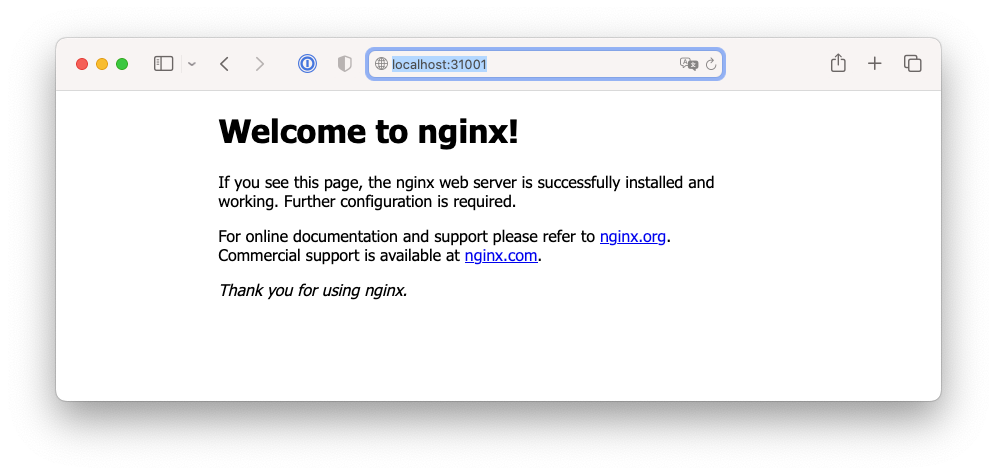 localhost:31001
Welcome to nginx!
If you see this page, the nginx web server is successfully installed and
working. Further configuration is required.
For online documentation and support please refer to nginx.org.
Commercial support is available at nginx.com.
Thank you for using nginx.